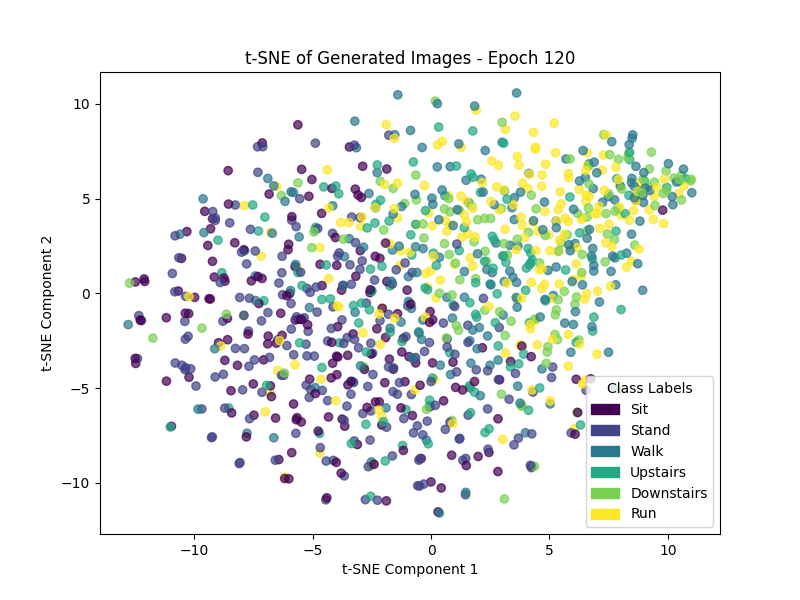 t-SNE of Generated Images - Epoch 120
10
5
0
−5
−10
t-SNE Component 2
−10
−5
0
5
10
t-SNE Component 1
Class Labels
Sit
Stand
Walk
Upstairs
Downstairs
Run